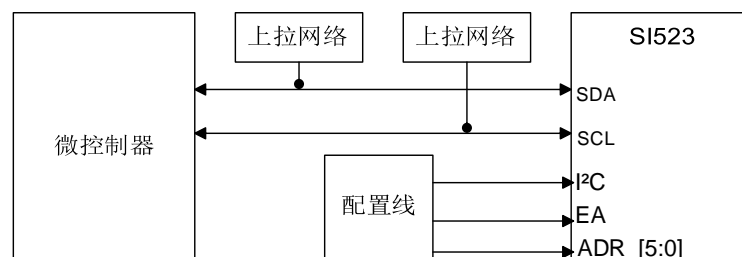 上拉网络
上拉网络
SI523
SDA
微控制器
SCL
I²C
配置线
EA
ADR [5:0]